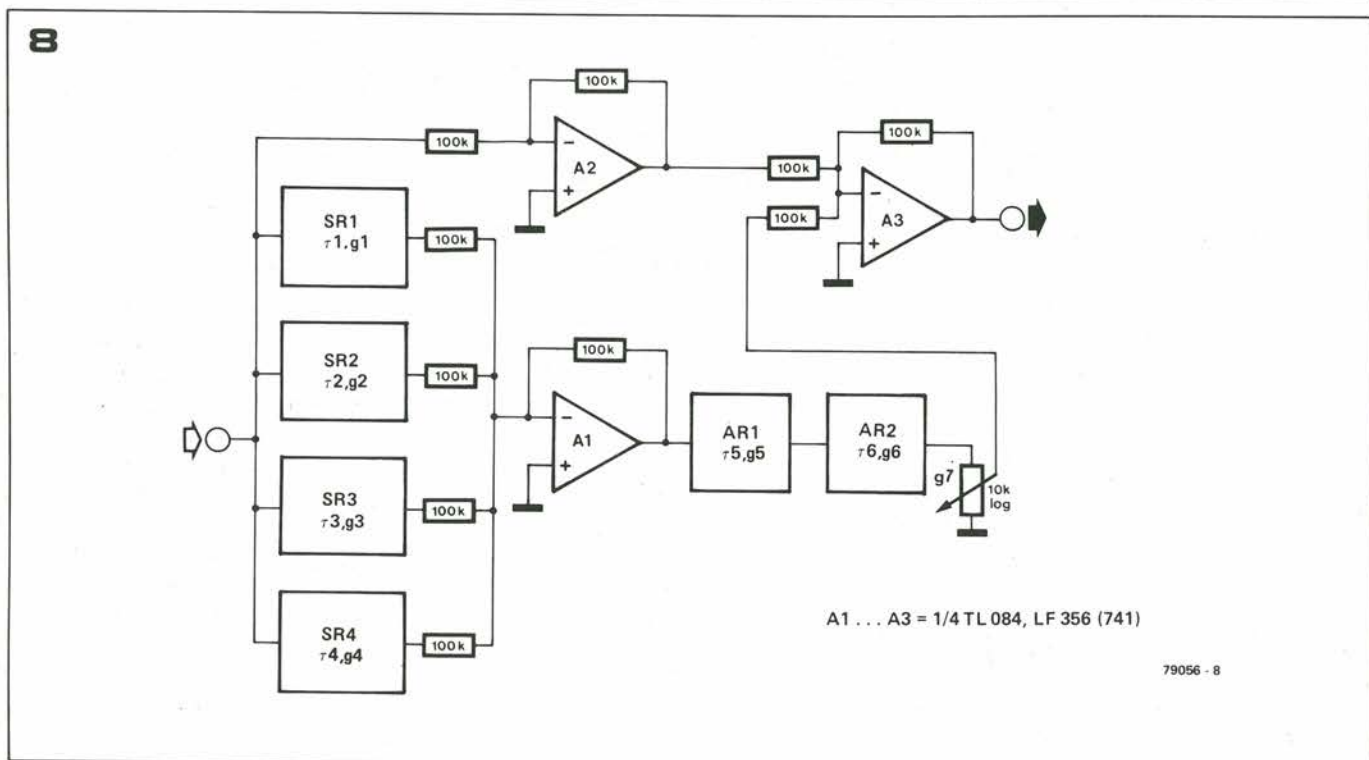 8
100k
100k
A2
−
+
100k
100k
100k
A3
−
+
SR1
τ1,g1
100k
SR2
τ2,g2
100k
100k
A1
−
+
AR1
τ5,g5
AR2
τ6,g6
g7
10k
log
SR3
τ3,g3
100k
SR4
τ4,g4
100k
A1 . . . A3 = 1/4 TL 084, LF 356 (741)
79056 - 8